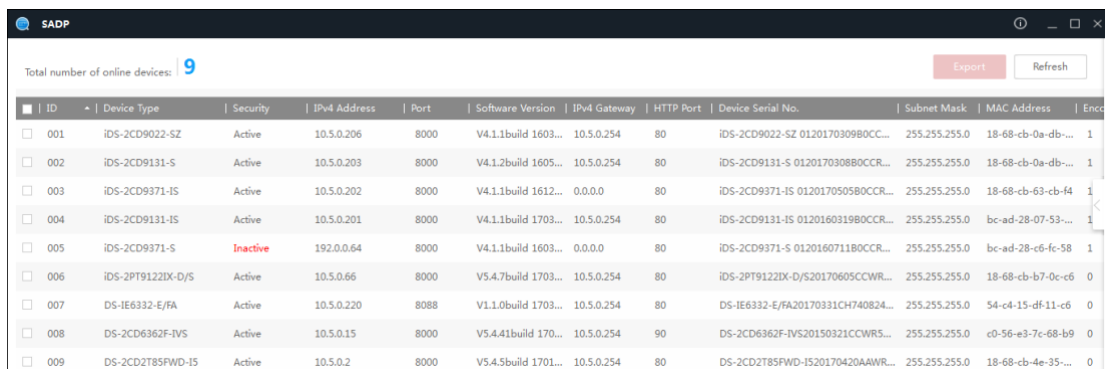 SADP
Total number of online devices: 9
Export Refresh
ID Device Type Security IPv4 Address Port Software Version IPv4 Gateway HTTP Port Device Serial No. Subnet Mask MAC Address Enco
001 iDS-2CD9022-SZ Active 10.5.0.206 8000 V4.1.1build 1603... 10.5.0.254 80 iDS-2CD9022-SZ 0120170309B0CC... 255.255.255.0 18-68-cb-0a-db-... 1
002 iDS-2CD9131-S Active 10.5.0.203 8000 V4.1.2build 1605... 10.5.0.254 80 iDS-2CD9131-S 0120170308B0CCR... 255.255.255.0 18-68-cb-0a-db-... 1
003 iDS-2CD9371-IS Active 10.5.0.202 8000 V4.1.1build 1612... 0.0.0.0 80 iDS-2CD9371-IS 0120170505B0CCR... 255.255.255.0 18-68-cb-63-cb-f4 1
004 iDS-2CD9131-IS Active 10.5.0.201 8000 V4.1.1build 1703... 10.5.0.254 80 iDS-2CD9131-IS 0120160319B0CCR... 255.255.255.0 bc-ad-28-07-53-... 1
005 iDS-2CD9371-S Inactive 192.0.0.64 8000 V4.1.1build 1603... 0.0.0.0 80 iDS-2CD9371-S 0120160711B0CCR... 255.255.255.0 bc-ad-28-c6-fc-58 1
006 iDS-2PT9122IX-D/S Active 10.5.0.66 8000 V5.4.7build 1703... 10.5.0.254 80 iDS-2PT9122IX-D/S20170605CCWR... 255.255.255.0 18-68-cb-b7-0c-c6 0
007 DS-IE6332-E/FA Active 10.5.0.220 8088 V1.1.0build 1703... 10.5.0.254 80 DS-IE6332-E/FA20170331CH740824... 255.255.255.0 54-c4-15-df-11-c6 0
008 DS-2CD6362F-IVS Active 10.5.0.15 8000 V5.4.41build 170... 10.5.0.254 90 DS-2CD6362F-IVS20150321CCWR5... 255.255.255.0 c0-56-e3-7c-68-b9 0
009 DS-2CD2T85FWD-I5 Active 10.5.0.2 8000 V5.4.5build 1701... 10.5.0.254 80 DS-2CD2T85FWD-I520170420AAWR... 255.255.255.0 18-68-cb-4e-35-... 0